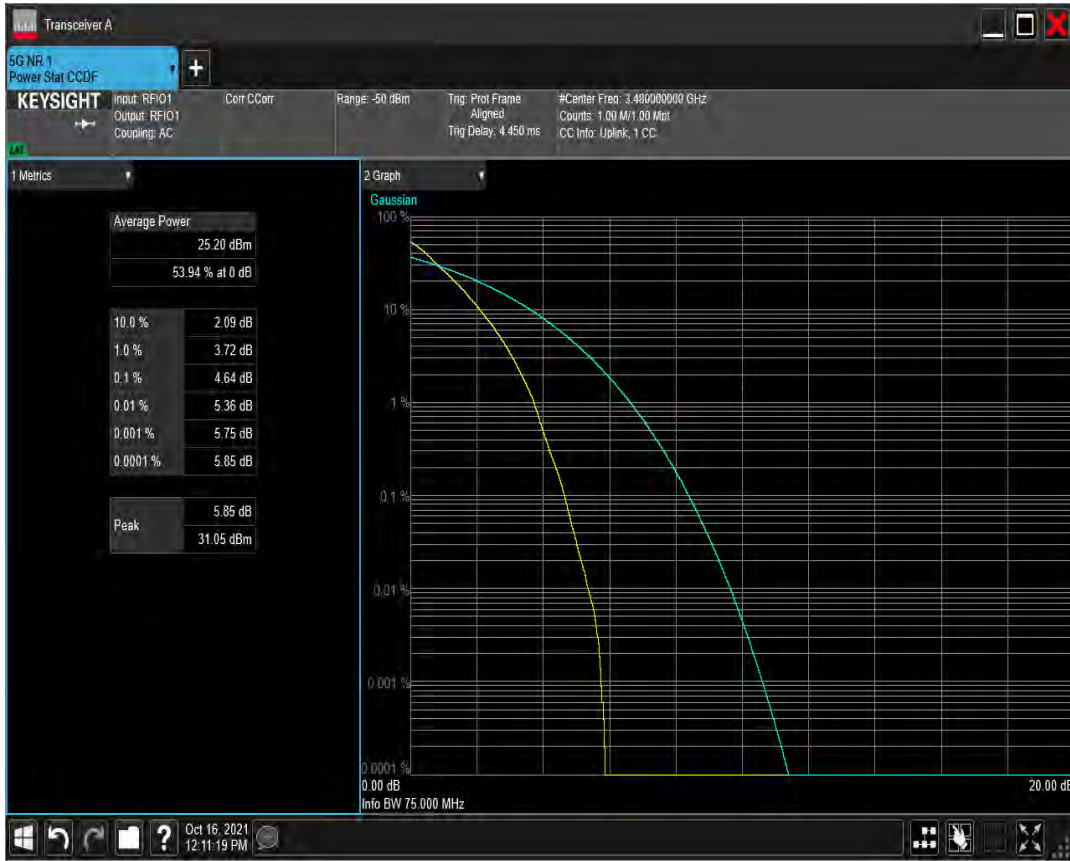 Transceiver A
5G NR 1
Power Stat CCDF
+
KEYSIGHT
LXI
Input: RFIO1
Output: RFIO1
Coupling: AC
Corr CCorr
Range: -50 dBm
Trig: Prot Frame
Aligned
Trig Delay: 4.450 ms
#Center Freq: 3.480000000 GHz
Counts: 1.00 M/1.00 Mpt
CC Info: Uplink, 1 CC
1 Metrics
Average Power
25.20 dBm
53.94 % at 0 dB
10.0 % 2.09 dB
1.0 % 3.72 dB
0.1 % 4.64 dB
0.01 % 5.36 dB
0.001 % 5.75 dB
0.0001 % 5.85 dB
Peak
5.85 dB
31.05 dBm
2 Graph
Gaussian
100 %
10 %
1 %
0.1 %
0.01 %
0.001 %
0.0001 %
0.00 dB
20.00 dB
Info BW 75.000 MHz
?
Oct 16, 2021
12:11:19 PM